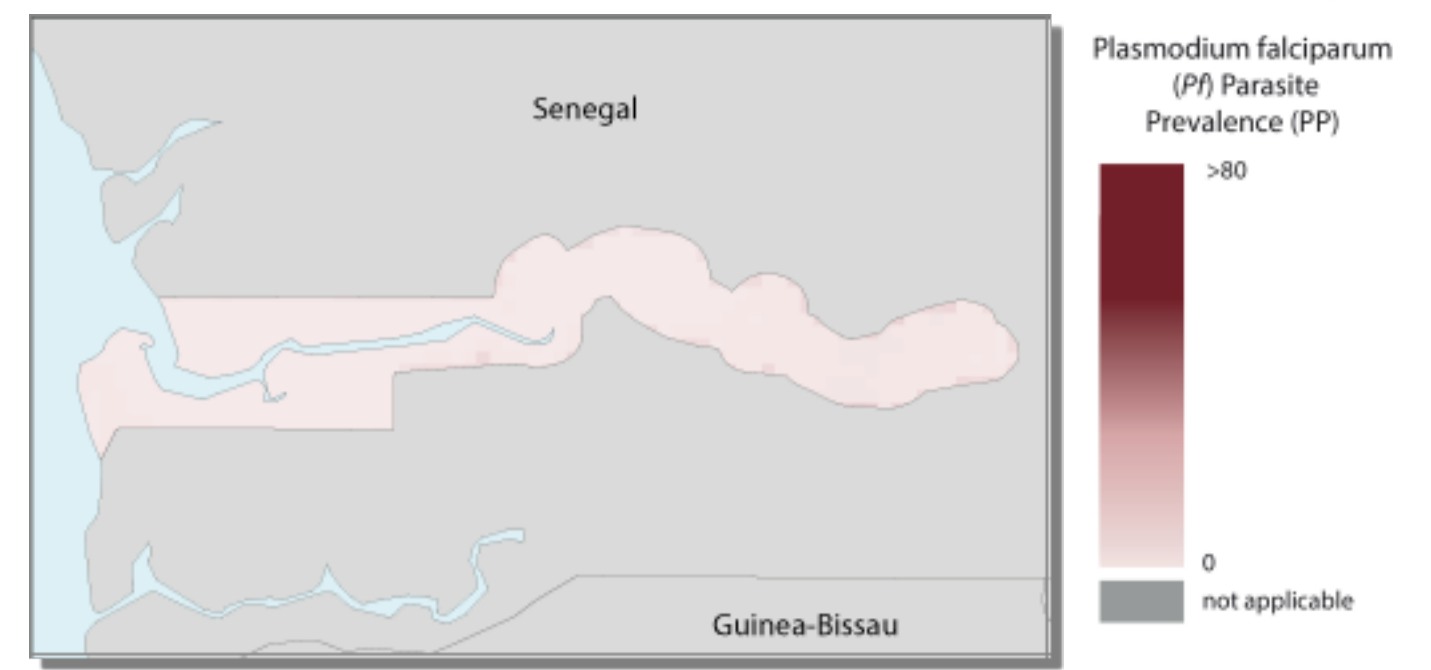 Senegal
Guinea-Bissau
Plasmodium falciparum
(Pf) Parasite
Prevalence (PP)
>80
0
not applicable